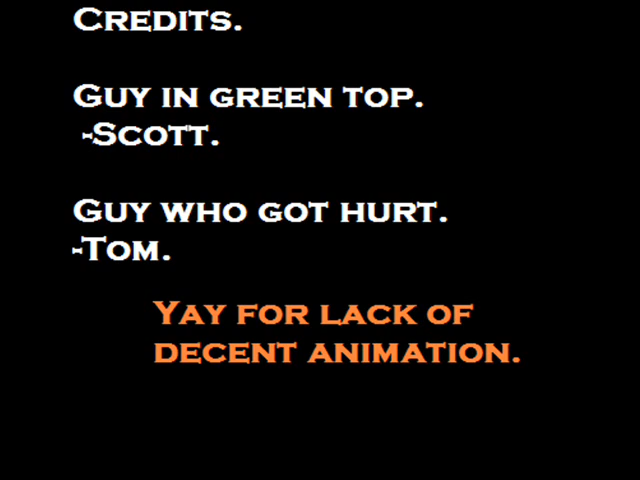 Credits.
Guy in green top.
-Scott.
Guy who got hurt.
-Tom.
Yay for lack of
decent animation.